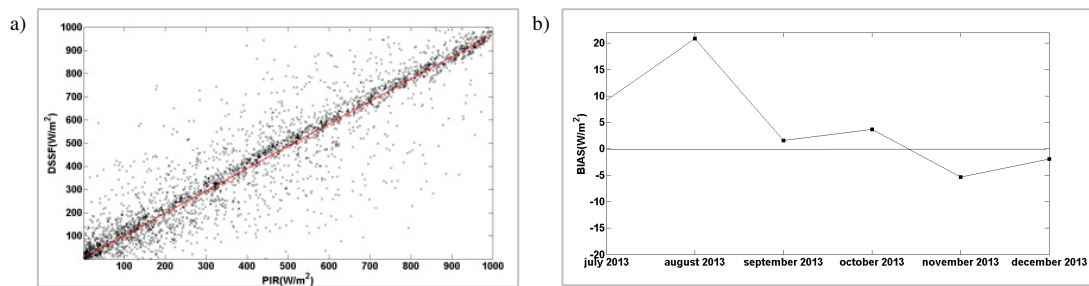 a)
1000
900
800
700
600
500
400
300
200
100
DSSF(W/m²)
100 200 300 400 500 600 700 800 900 1000
PIR(W/m²)
b)
20
15
10
5
0
-5
-10
-15
-20
BIAS(W/m²)
july 2013 august 2013 september 2013 october 2013 november 2013 december 2013